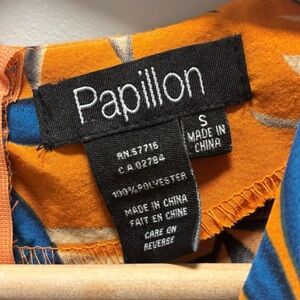 Papillon
S
MADE IN
CHINA
RN 57716
CA 02784
100% POLYESTER
MADE IN CHINA
FAIT EN CHINE
CARE ON
REVERSE